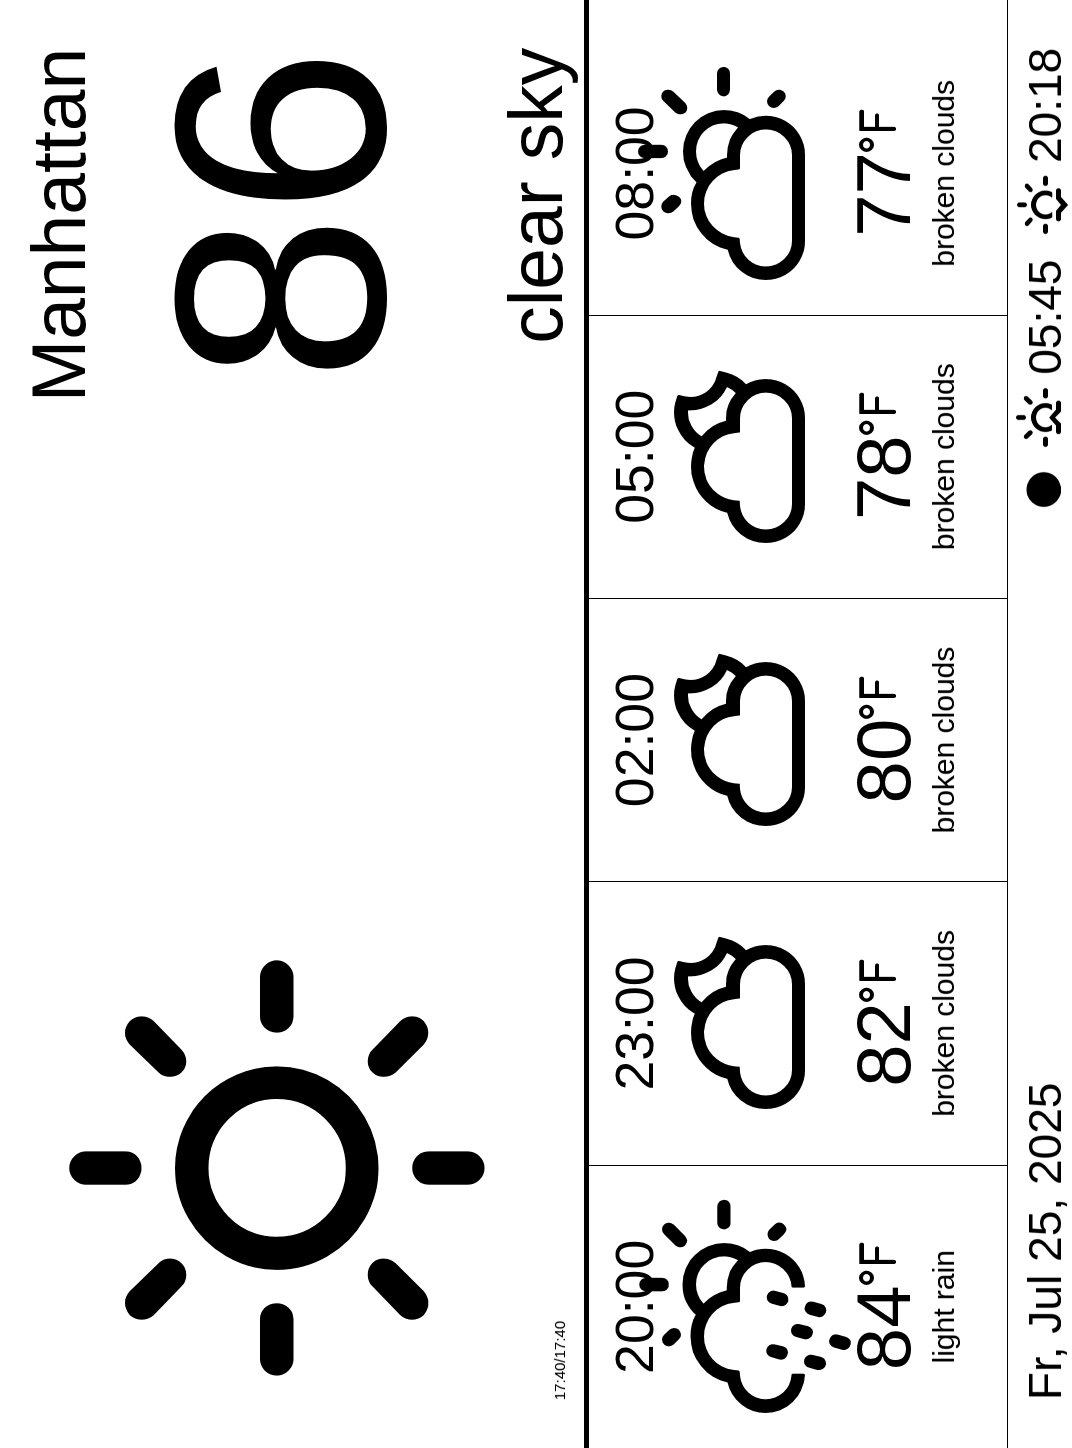 Manhattan
86
17:40/17:40 clear sky
20:00 23:00 02:00 05:00 08:00
84°F 82°F 80°F 78°F 77°F
light rain broken clouds broken clouds broken clouds broken clouds
Fr, Jul 25, 2025 05:45 20:18